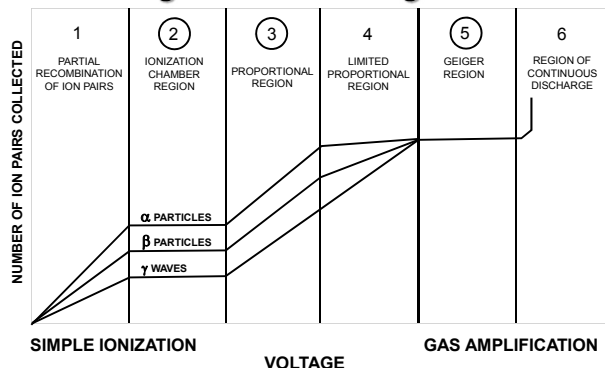 1
PARTIAL
RECOMBINATION
OF ION PAIRS
2
IONIZATION
CHAMBER
REGION
3
PROPORTIONAL
REGION
4
LIMITED
PROPORTIONAL
REGION
5
GEIGER
REGION
6
REGION OF
CONTINUOUS
DISCHARGE
NUMBER OF ION PAIRS COLLECTED
α PARTICLES
β PARTICLES
γ WAVES
SIMPLE IONIZATION
GAS AMPLIFICATION
VOLTAGE